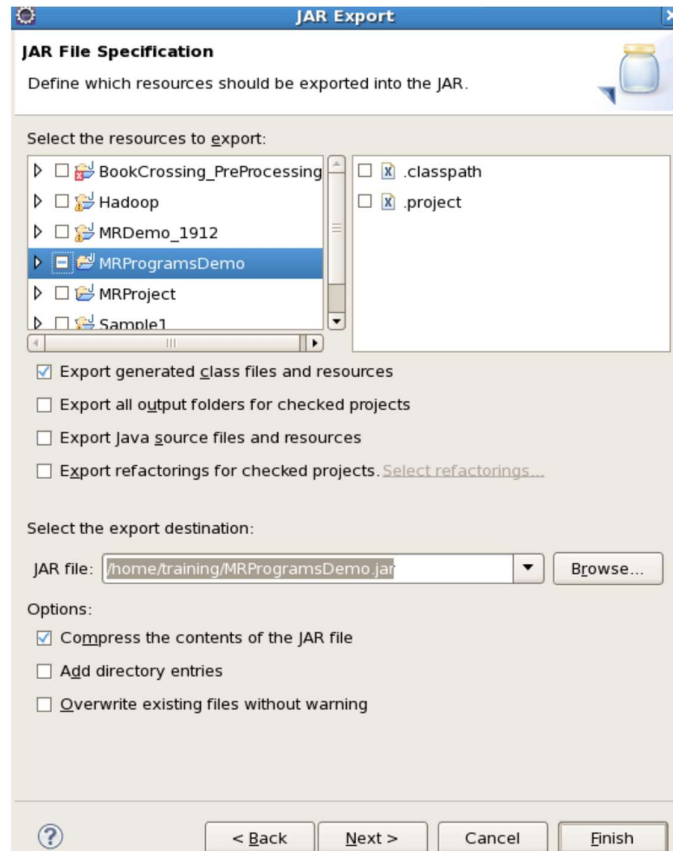 JAR Export
JAR File Specification
Define which resources should be exported into the JAR.
Select the resources to export:
BookCrossing_PreProcessing
Hadoop
MRDemo_1912
MRProgramsDemo
MRProject
Sample1
.classpath
.project
Export generated class files and resources
Export all output folders for checked projects
Export Java source files and resources
Export refactorings for checked projects. Select refactorings...
Select the export destination:
JAR file: /home/training/MRProgramsDemo.jar Browse...
Options:
Compress the contents of the JAR file
Add directory entries
Overwrite existing files without warning
? < Back Next > Cancel Finish